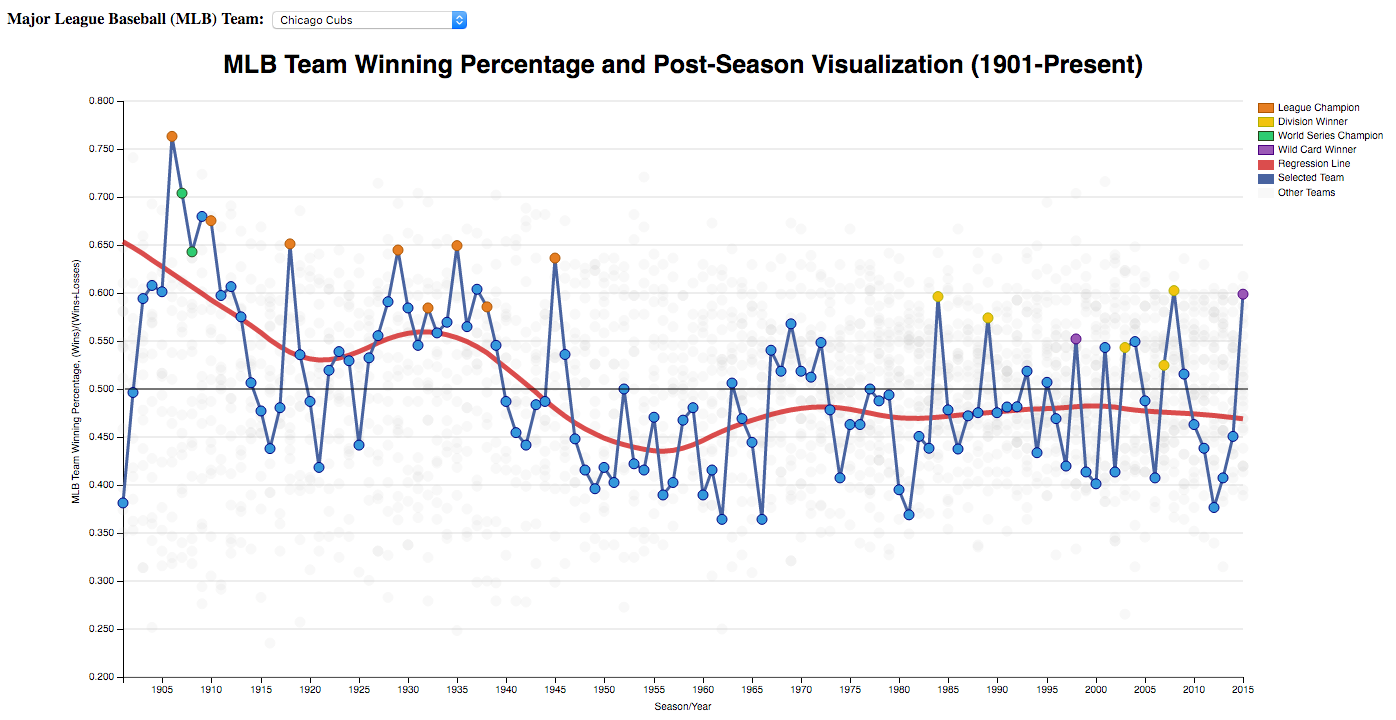 Major League Baseball (MLB) Team: Chicago Cubs
MLB Team Winning Percentage and Post-Season Visualization (1901-Present)
MLB Team Winning Percentage, (Wins)/(Wins+Losses)
0.800
0.750
0.700
0.650
0.600
0.550
0.500
0.450
0.400
0.350
0.300
0.250
0.200
1905 1910 1915 1920 1925 1930 1935 1940 1945 1950 1955 1960 1965 1970 1975 1980 1985 1990 1995 2000 2005 2010 2015
Season/Year
League Champion
Division Winner
World Series Champion
Wild Card Winner
Regression Line
Selected Team
Other Teams